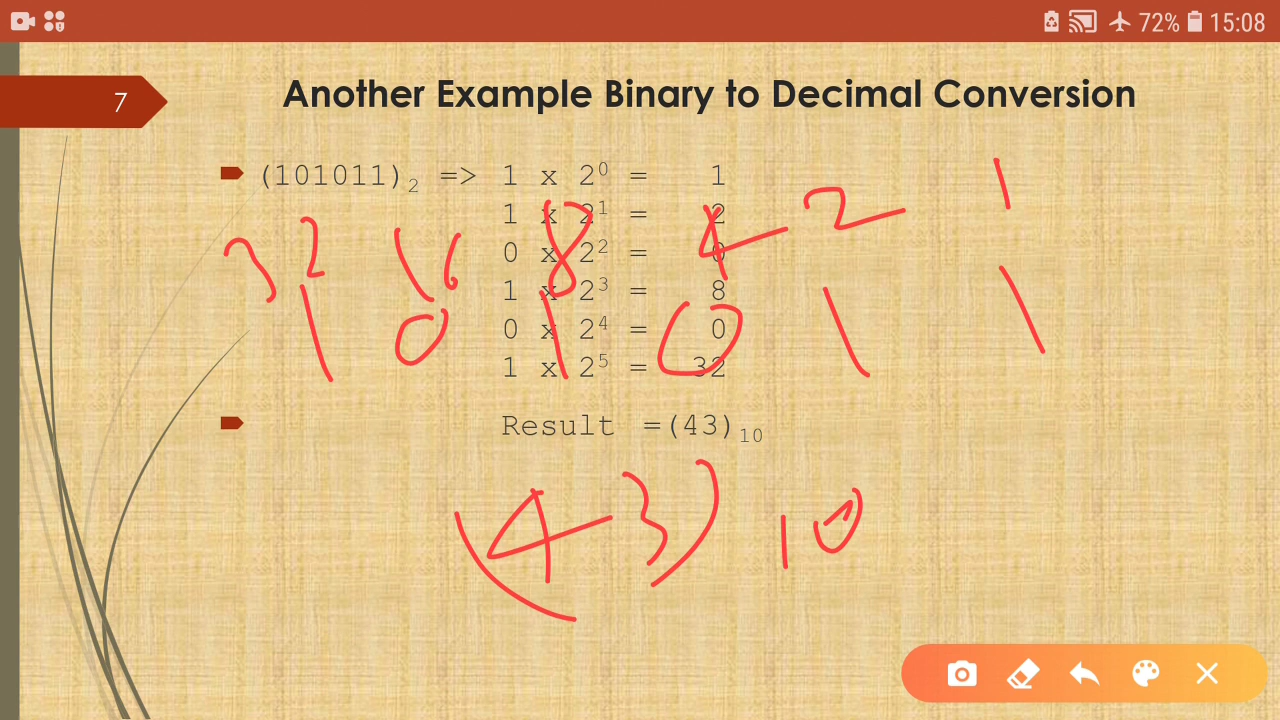 72% 15:08
7
Another Example Binary to Decimal Conversion
(101011)₂ => 1 x 2⁰ = 1
1 x 2¹ = 2
0 x 2² = 0
1 x 2³ = 8
0 x 2⁴ = 0
1 x 2⁵ = 32
32 16 8 4 2 1
1 0 1 0 1 1
Result =(43)₁₀
(43)10